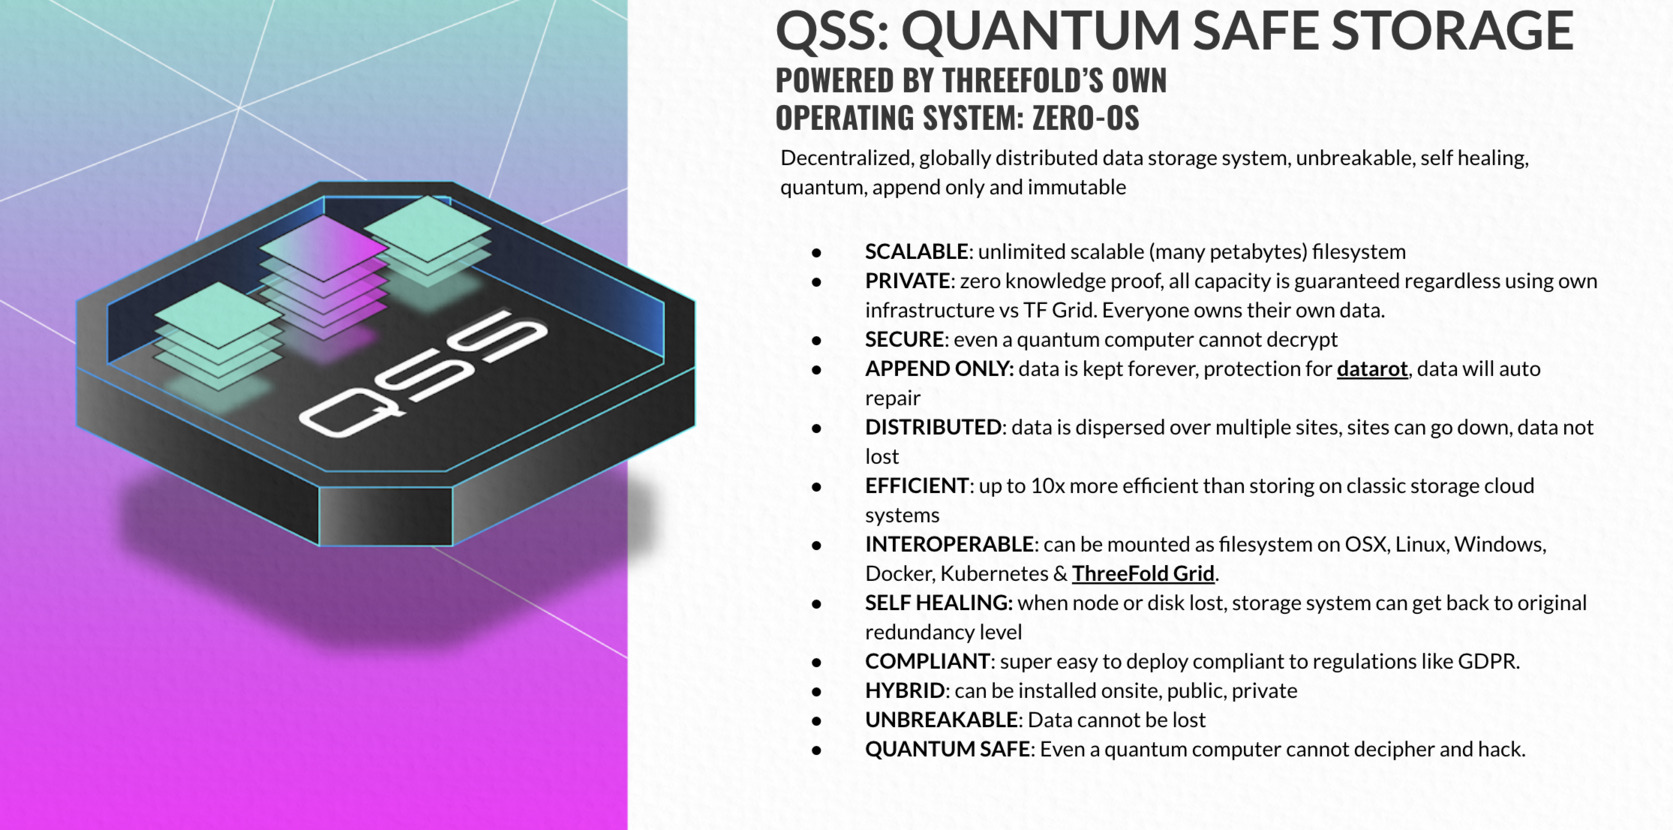 QSS: QUANTUM SAFE STORAGE
POWERED BY THREEFOLD’S OWN
OPERATING SYSTEM: ZERO-OS
Decentralized, globally distributed data storage system, unbreakable, self healing,
quantum, append only and immutable
● SCALABLE: unlimited scalable (many petabytes) filesystem
● PRIVATE: zero knowledge proof, all capacity is guaranteed regardless using own
infrastructure vs TF Grid. Everyone owns their own data.
● SECURE: even a quantum computer cannot decrypt
● APPEND ONLY: data is kept forever, protection for datarot, data will auto
repair
● DISTRIBUTED: data is dispersed over multiple sites, sites can go down, data not
lost
● EFFICIENT: up to 10x more efficient than storing on classic storage cloud
systems
● INTEROPERABLE: can be mounted as filesystem on OSX, Linux, Windows,
Docker, Kubernetes & ThreeFold Grid.
● SELF HEALING: when node or disk lost, storage system can get back to original
redundancy level
● COMPLIANT: super easy to deploy compliant to regulations like GDPR.
● HYBRID: can be installed onsite, public, private
● UNBREAKABLE: Data cannot be lost
● QUANTUM SAFE: Even a quantum computer cannot decipher and hack.
QSS